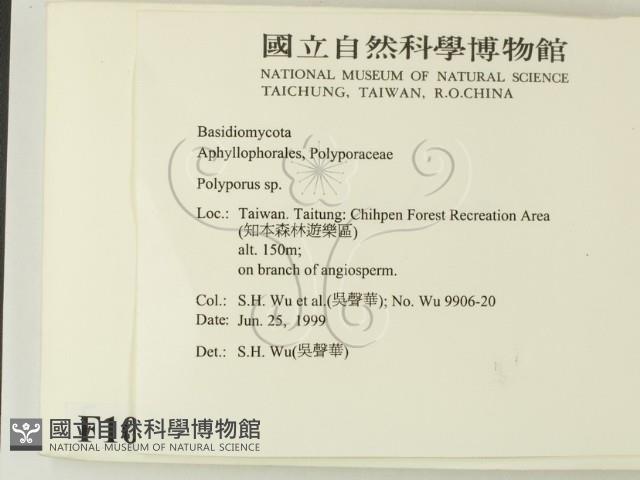 國立自然科學博物館
NATIONAL MUSEUM OF NATURAL SCIENCE
TAICHUNG, TAIWAN, R.O.CHINA
Basidiomycota
Aphyllophorales, Polyporaceae
Polyporus sp.
Loc.: Taiwan. Taitung: Chihpen Forest Recreation Area
(知本森林遊樂區)
alt. 150m;
on branch of angiosperm.
Col.: S.H. Wu et al.(吳聲華); No. Wu 9906-20
Date: Jun. 25, 1999
Det.: S.H. Wu(吳聲華)
國立自然科學博物館
NATIONAL MUSEUM OF NATURAL SCIENCE